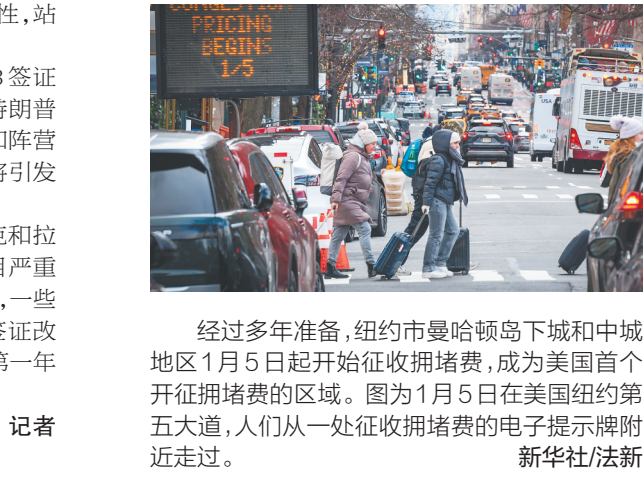 性,站
签证
特朗普
和阵营
将引发
克和拉
目严重
,一些
签证改
第一年
记者
CONGESTION
PRICING
BEGINS
1/5
USA
经过多年准备,纽约市曼哈顿岛下城和中城
地区1月5日起开始征收拥堵费,成为美国首个
开征拥堵费的区域。图为1月5日在美国纽约第
五大道,人们从一处征收拥堵费的电子提示牌附
近走过。 新华社/法新